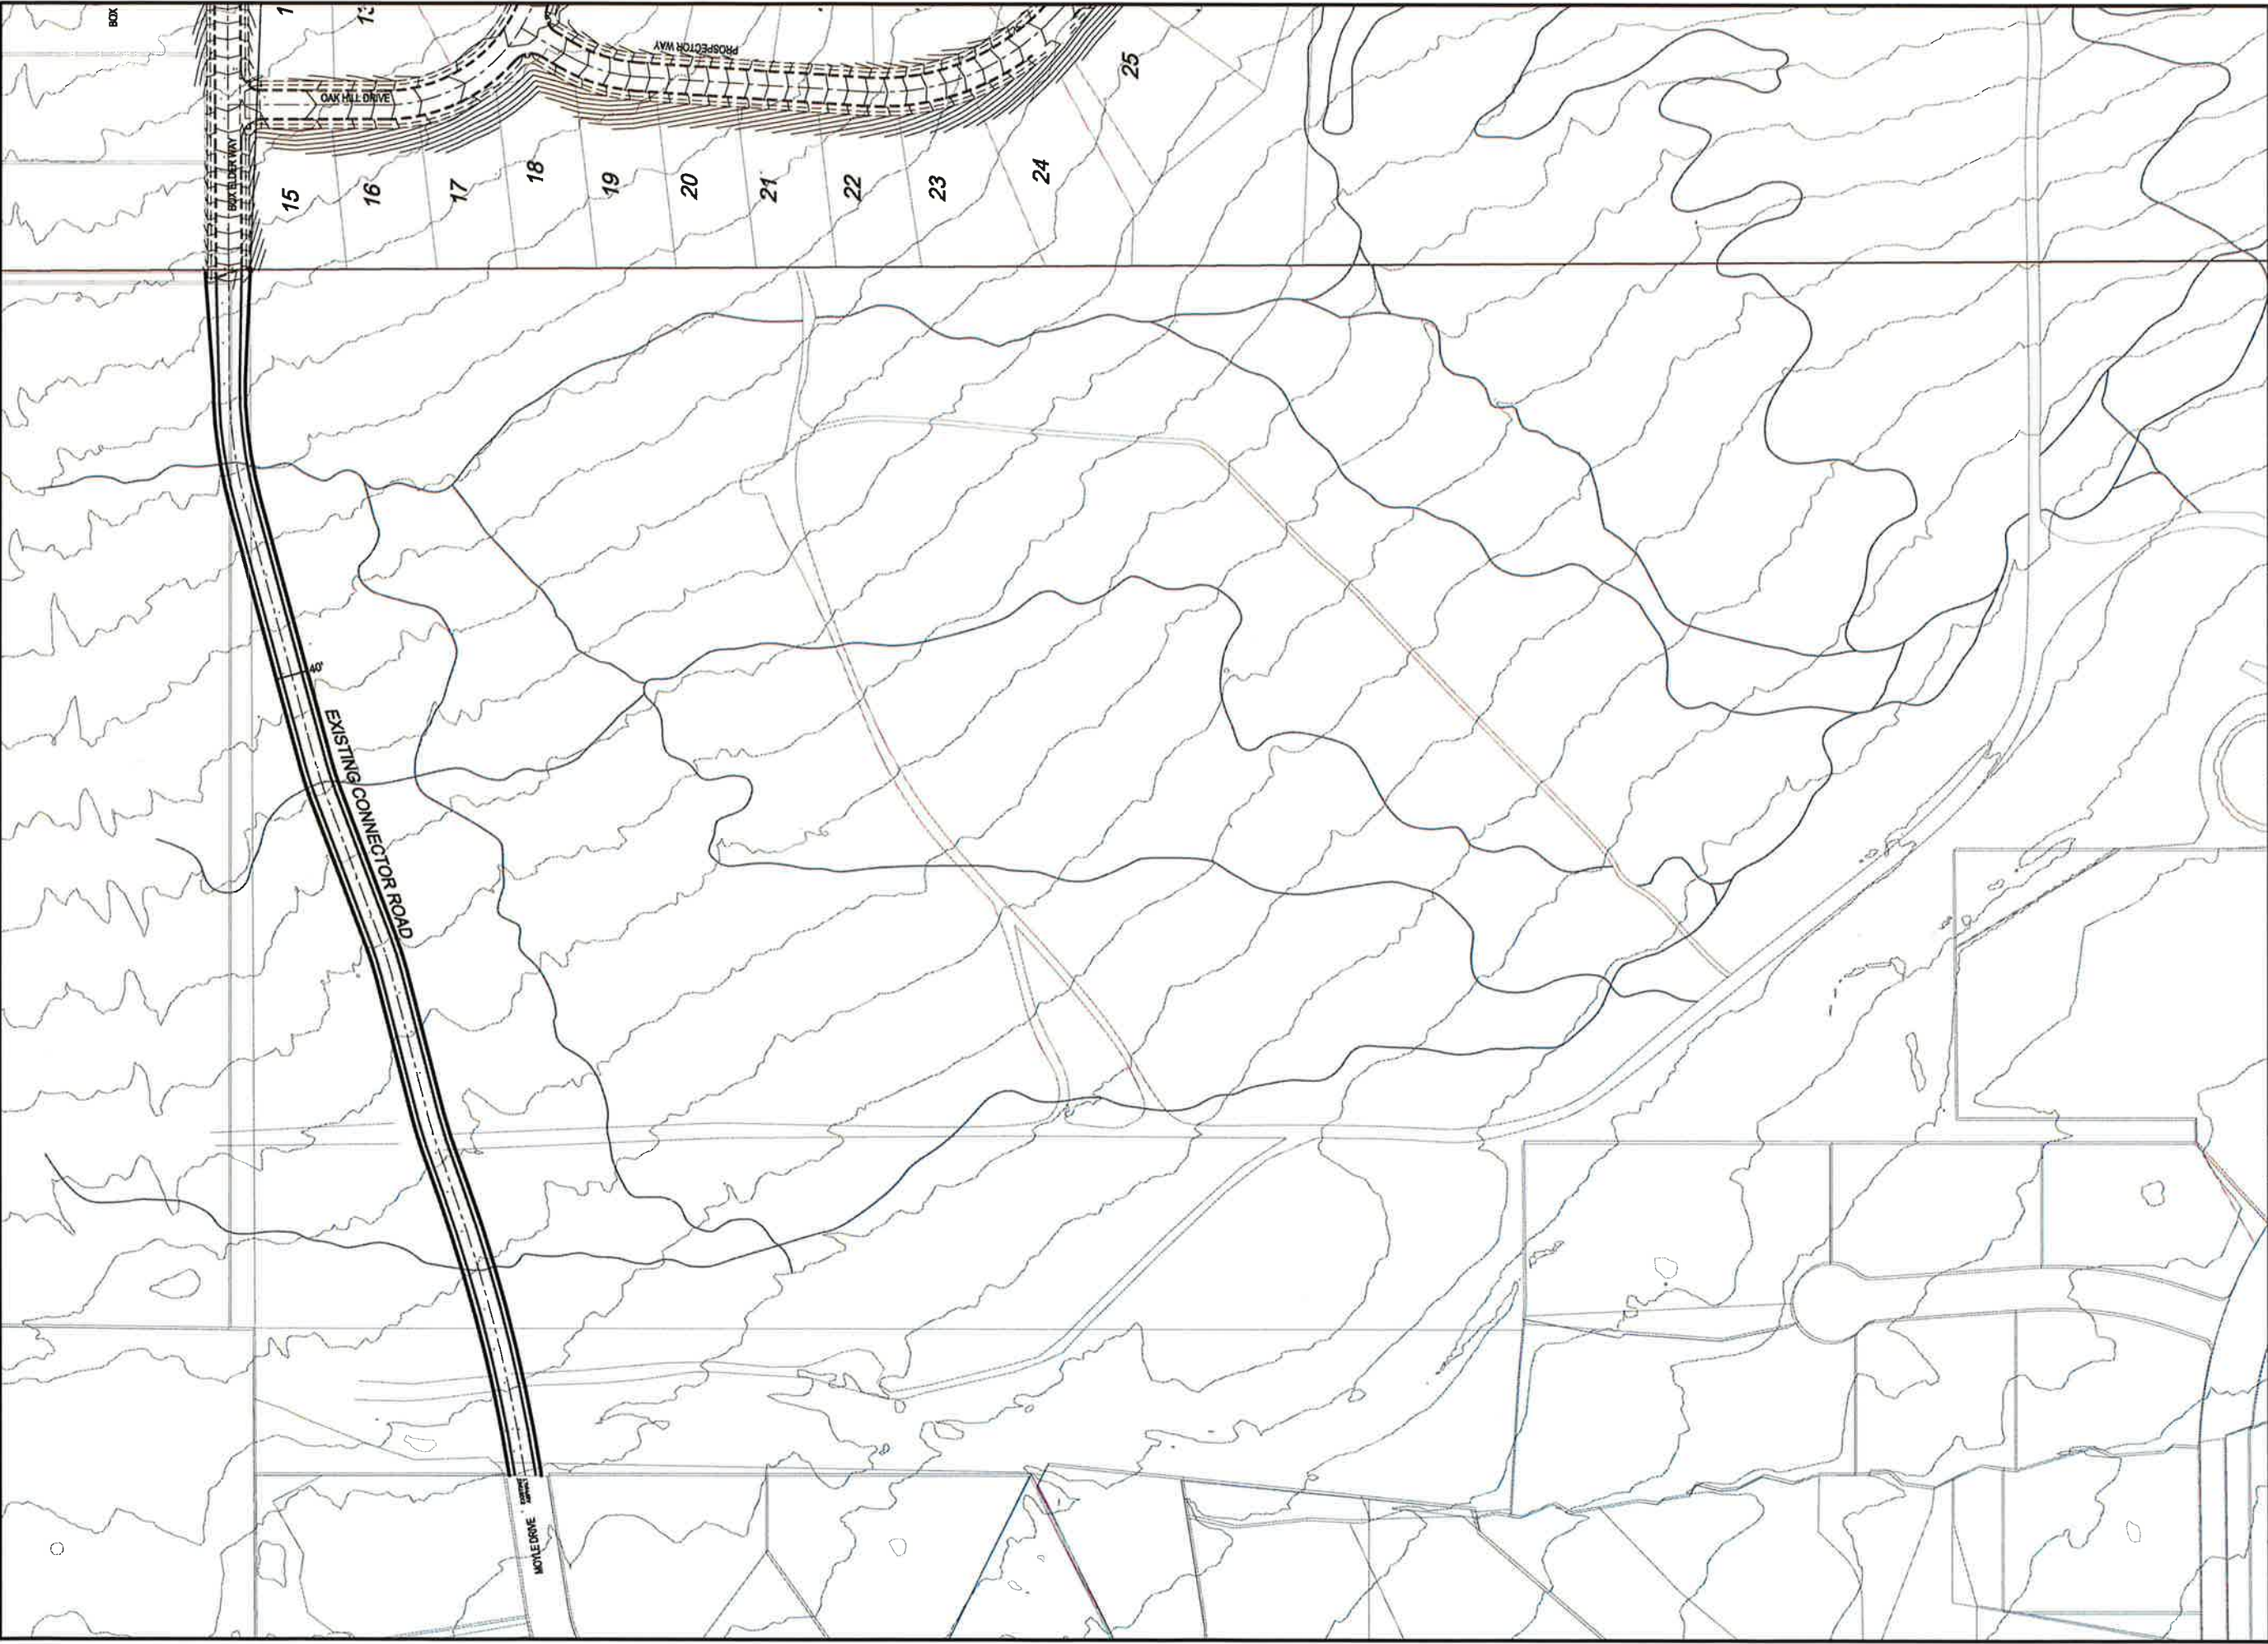 BOX
PROSPECTOR WAY
OAK HILL DRIVE
BOX ELDER WAY
25
15
16
17
18
19
20
21
22
23
24
40'
EXISTING CONNECTOR ROAD
MOYLE DRIVE